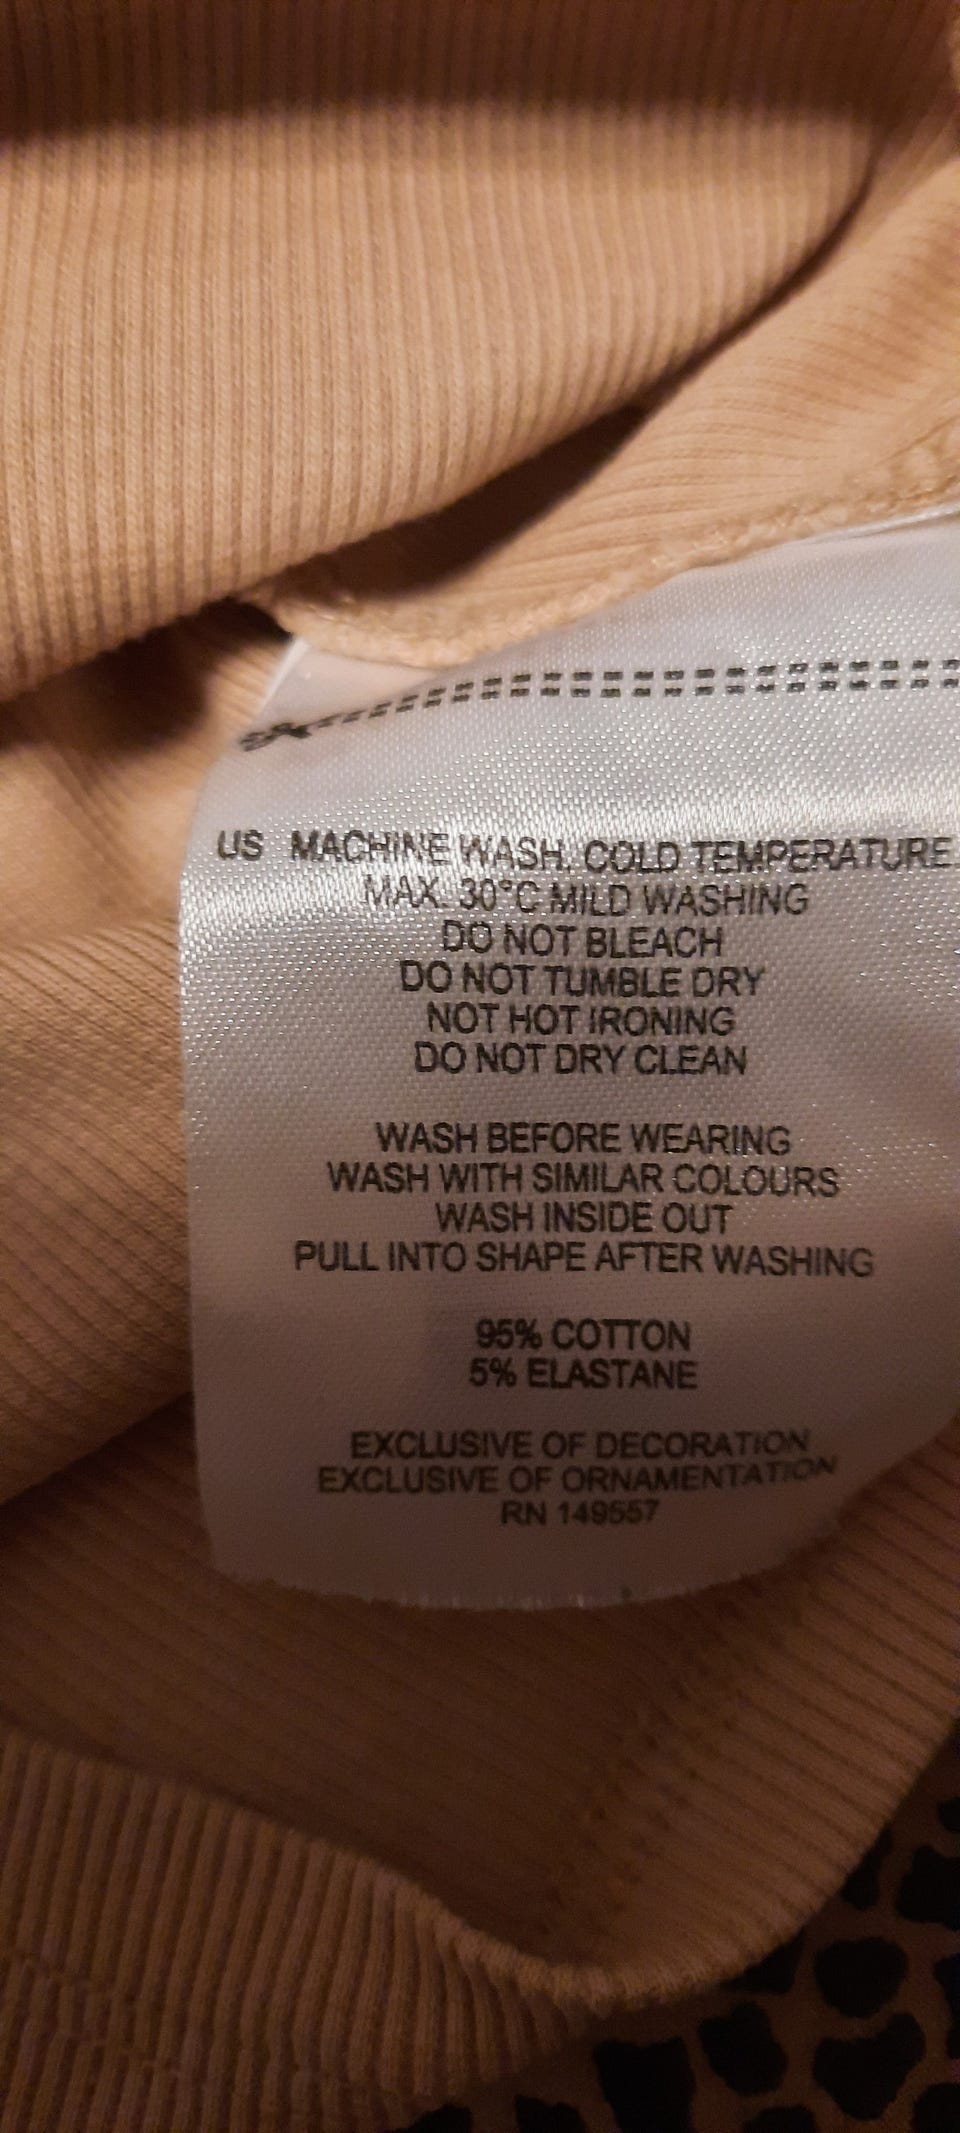 US MACHINE WASH. COLD TEMPERATURE.
MAX. 30°C MILD WASHING
DO NOT BLEACH
DO NOT TUMBLE DRY
NOT HOT IRONING
DO NOT DRY CLEAN
WASH BEFORE WEARING
WASH WITH SIMILAR COLOURS
WASH INSIDE OUT
PULL INTO SHAPE AFTER WASHING
95% COTTON
5% ELASTANE
EXCLUSIVE OF DECORATION
EXCLUSIVE OF ORNAMENTATION
RN 149557